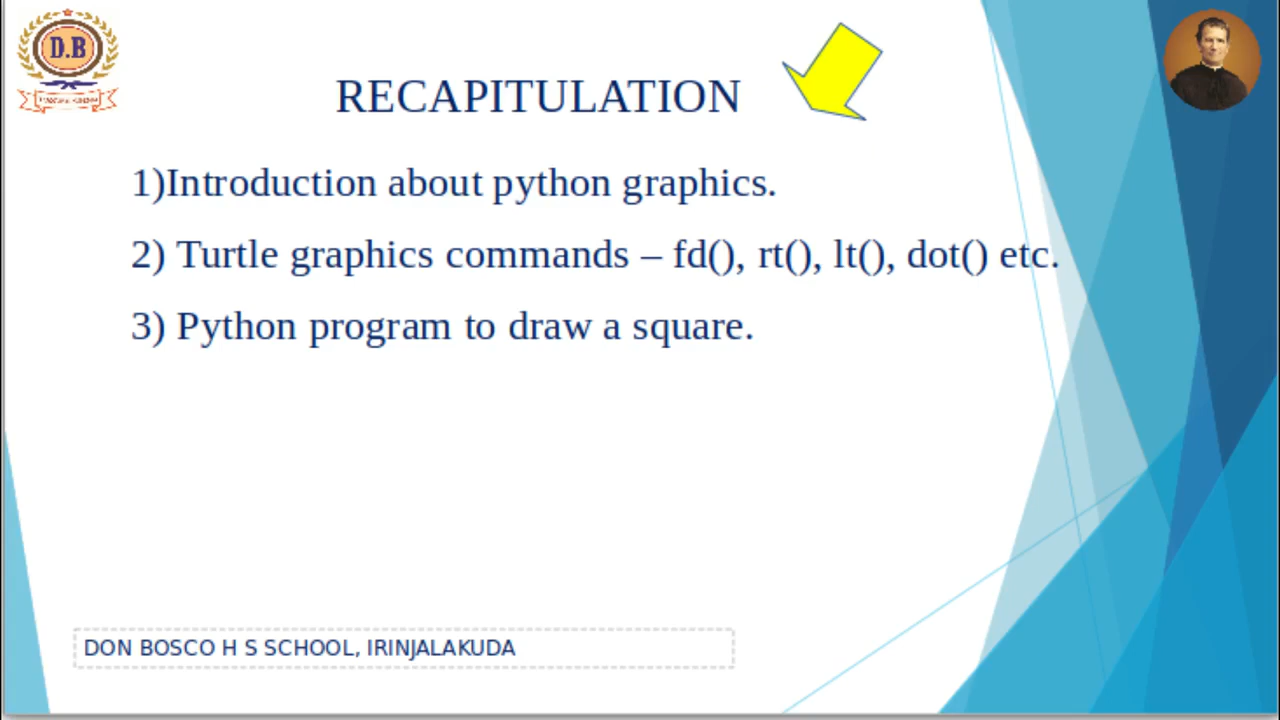 D.B
RECAPITULATION
1)Introduction about python graphics.
2) Turtle graphics commands – fd(), rt(), lt(), dot() etc.
3) Python program to draw a square.
DON BOSCO H S SCHOOL, IRINJALAKUDA